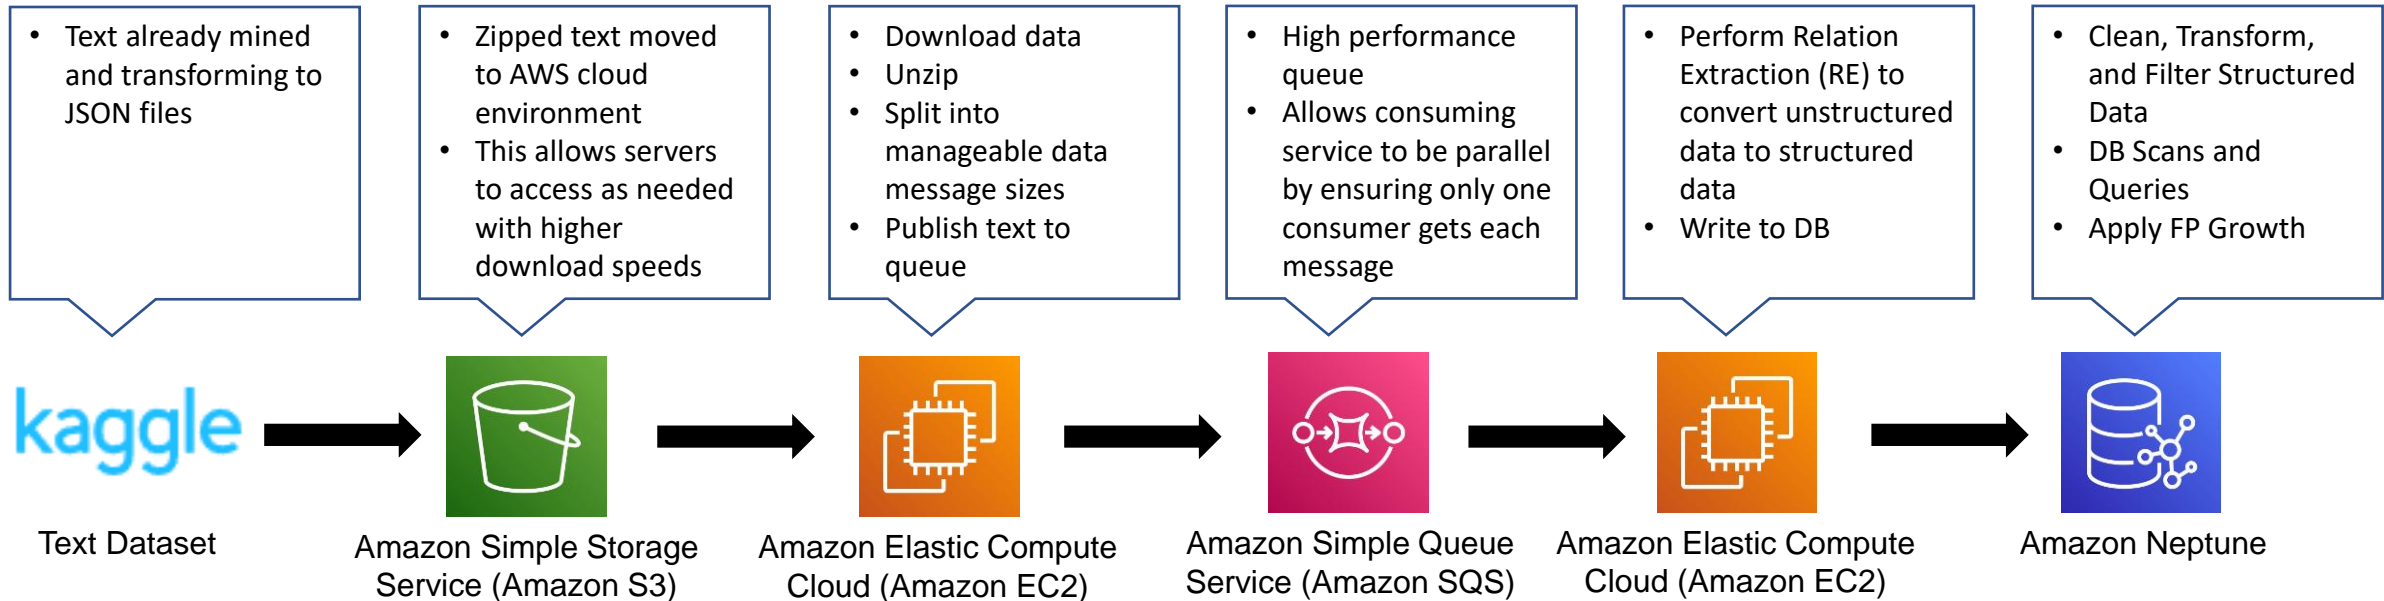 • Text already mined
and transforming to
JSON files
• Zipped text moved
to AWS cloud
environment
• This allows servers
to access as needed
with higher
download speeds
• Download data
• Unzip
• Split into
manageable data
message sizes
• Publish text to
queue
• High performance
queue
• Allows consuming
service to be parallel
by ensuring only one
consumer gets each
message
• Perform Relation
Extraction (RE) to
convert unstructured
data to structured
data
• Write to DB
• Clean, Transform,
and Filter Structured
Data
• DB Scans and
Queries
• Apply FP Growth
kaggle
Text Dataset
Amazon Simple Storage
Service (Amazon S3)
Amazon Elastic Compute
Cloud (Amazon EC2)
Amazon Simple Queue
Service (Amazon SQS)
Amazon Elastic Compute
Cloud (Amazon EC2)
Amazon Neptune